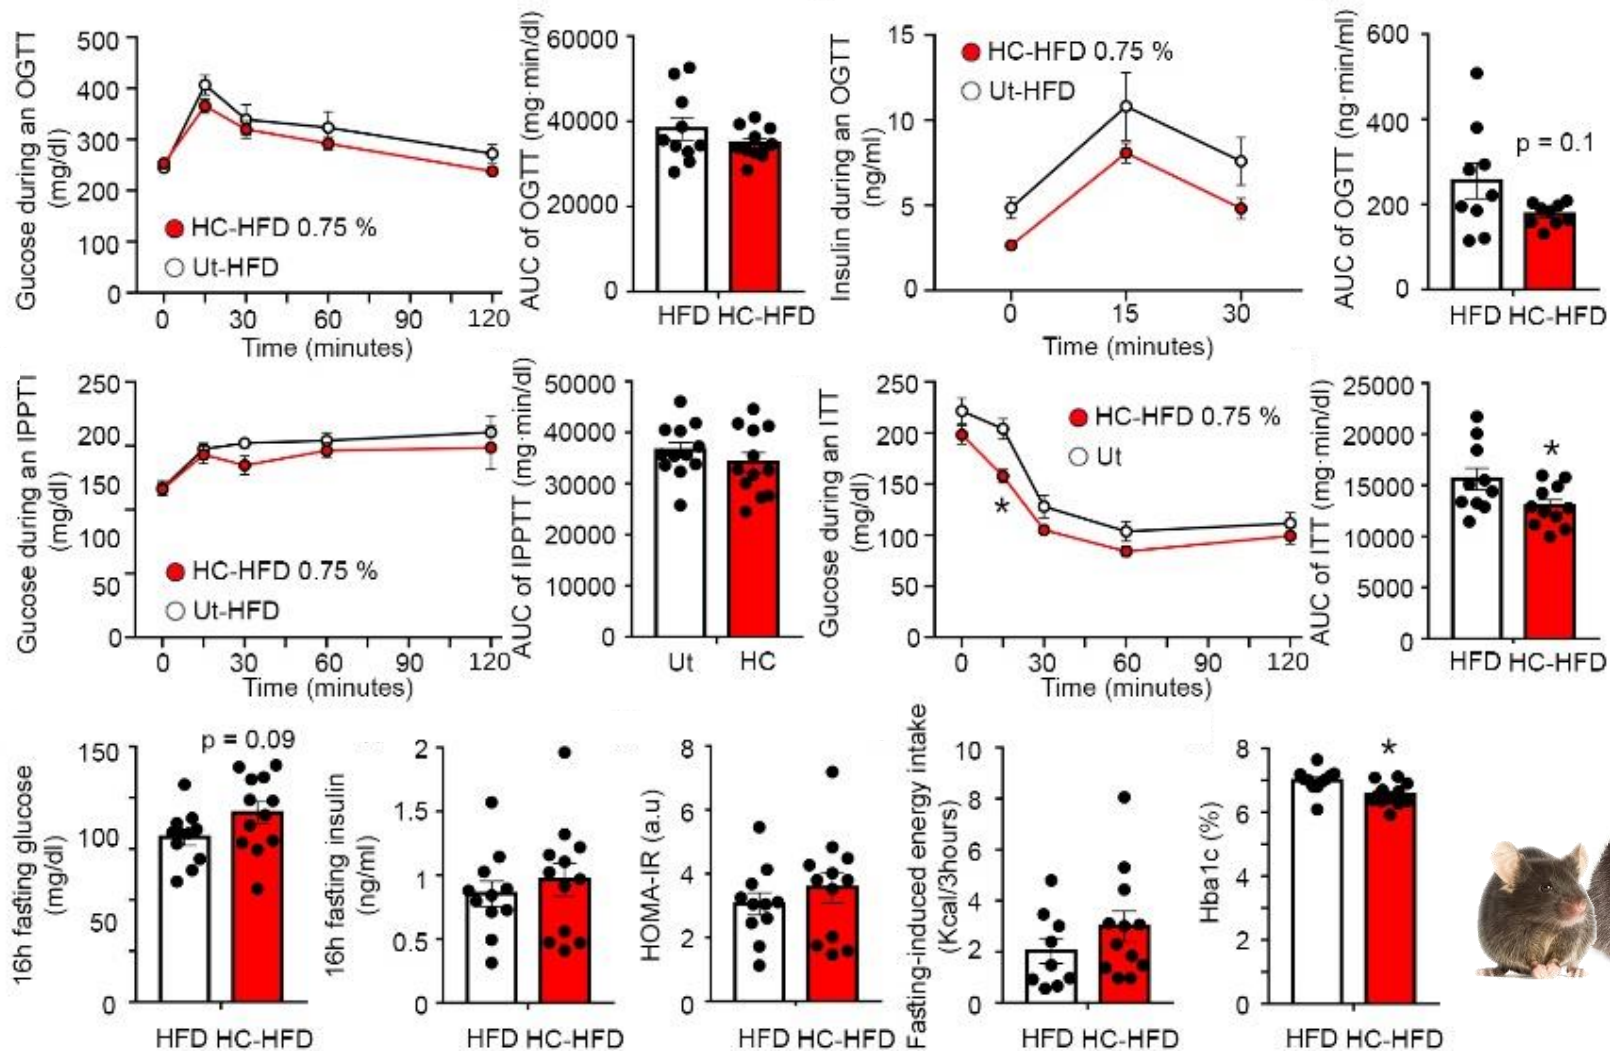 Gucose during an OGTT
(mg/dl)
500
400
300
200
100
0
HC-HFD 0.75 %
Ut-HFD
0
30
60
90
120
Time (minutes)
AUC of OGTT (mg·min/dl)
60000
40000
20000
0
HFD HC-HFD
Insulin during an OGTT
(ng/ml)
15
10
5
0
HC-HFD 0.75 %
Ut-HFD
0
15
30
Time (minutes)
AUC of OGTT (ng·min/ml)
600
400
200
0
p = 0.1
HFD HC-HFD
Gucose during an IPPTT
(mg/dl)
250
200
150
100
50
0
HC-HFD 0.75 %
Ut-HFD
0
30
60
90
120
Time (minutes)
AUC of IPPTT (mg·min/dl)
50000
40000
30000
20000
10000
0
Ut HC
Gucose during an ITT
(mg/dl)
250
200
150
100
50
0
HC-HFD 0.75 %
Ut
*
0
30
60
90
120
Time (minutes)
AUC of ITT (mg·min/dl)
25000
20000
15000
10000
5000
0
*
HFD HC-HFD
16h fasting glucose
(mg/dl)
150
100
50
0
p = 0.09
HFD HC-HFD
16h fasting insulin
(ng/ml)
2
1.5
1
0.5
0
HFD HC-HFD
HOMA-IR (a.u)
8
6
4
2
0
HFD HC-HFD
Fasting-induced energy intake
(Kcal/3hours)
10
8
6
4
2
0
HFD HC-HFD
Hba1c (%)
8
6
4
2
0
*
HFD HC-HFD